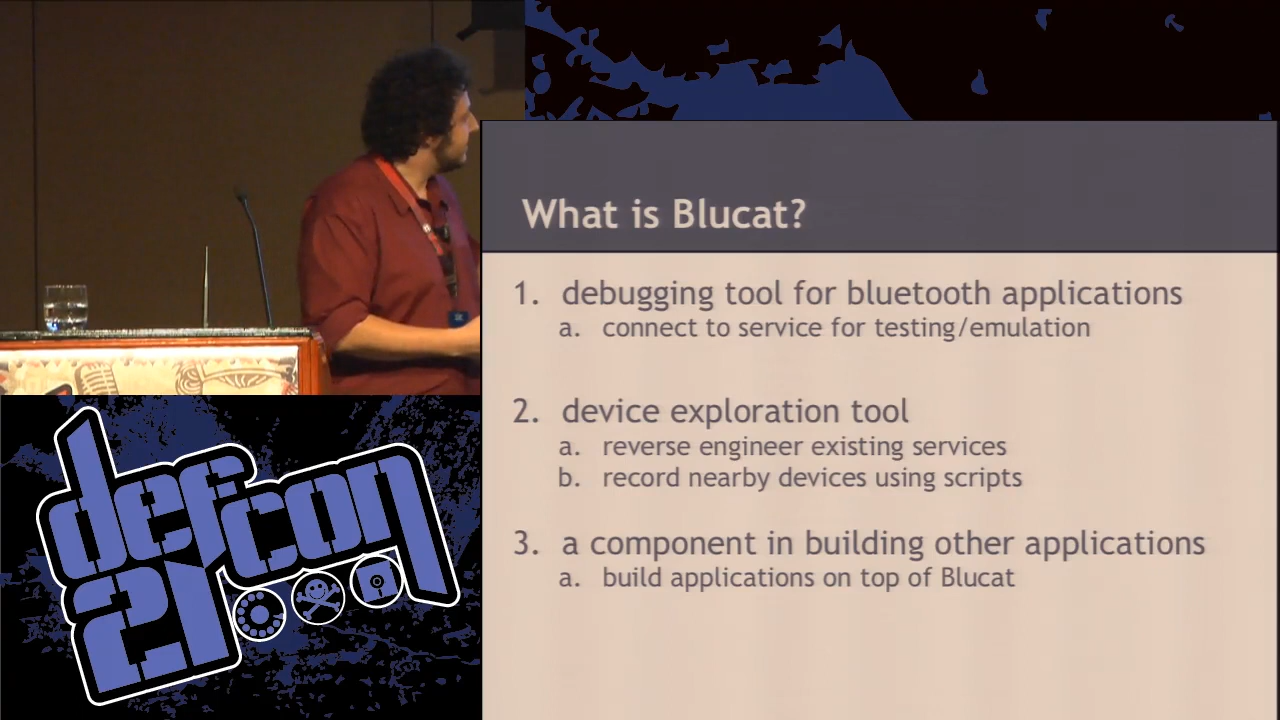 What is Blucat?
1. debugging tool for bluetooth applications
a. connect to service for testing/emulation
2. device exploration tool
a. reverse engineer existing services
b. record nearby devices using scripts
3. a component in building other applications
a. build applications on top of Blucat
defcon
21